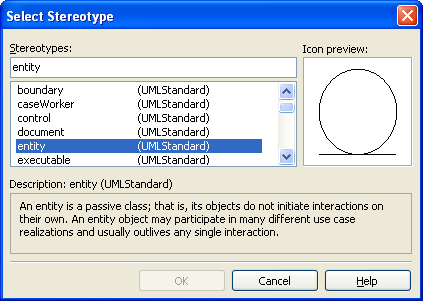 Select Stereotype
Stereotypes:
Icon preview:
entity
boundary (UMLStandard)
caseWorker (UMLStandard)
control (UMLStandard)
document (UMLStandard)
entity (UMLStandard)
executable (UMLStandard)
Description: entity (UMLStandard)
An entity is a passive class; that is, its objects do not initiate interactions on
their own. An entity object may participate in many different use case
realizations and usually outlives any single interaction.
OK
Cancel
Help